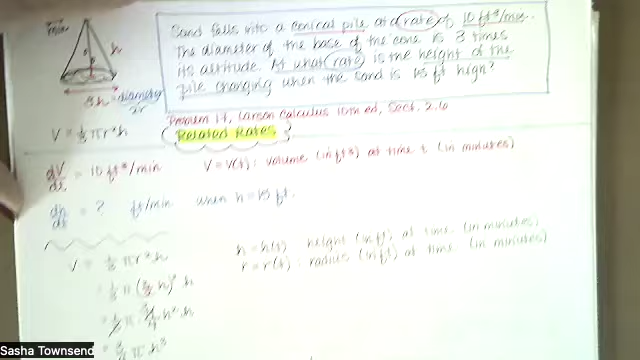 Sand falls into a conical pile at a rate of 10 ft³/min.
The diameter of the base of the cone is 3 times
its altitude. At what rate is the height of the
pile changing when the sand is 15 ft high?
h
3h = diameter
2r
V = ⅓πr²h
Problem 17, Larson Calculus 10th ed, Sect. 2.6
Related Rates
dV/dt = 10 ft³/min
V = V(t): volume (in ft³) at time t (in minutes)
dh/dt = ? ft/min when h = 15 ft.
h = h(t) height (in ft) at time (in minutes)
r = r(t): radius (in ft) at time (in minutes)
V = ⅓ π r² h
= ⅓ π (3/2 h)² h
= ⅓ π · 9/4 h² · h
= 3/4 π h³
Sasha Townsend